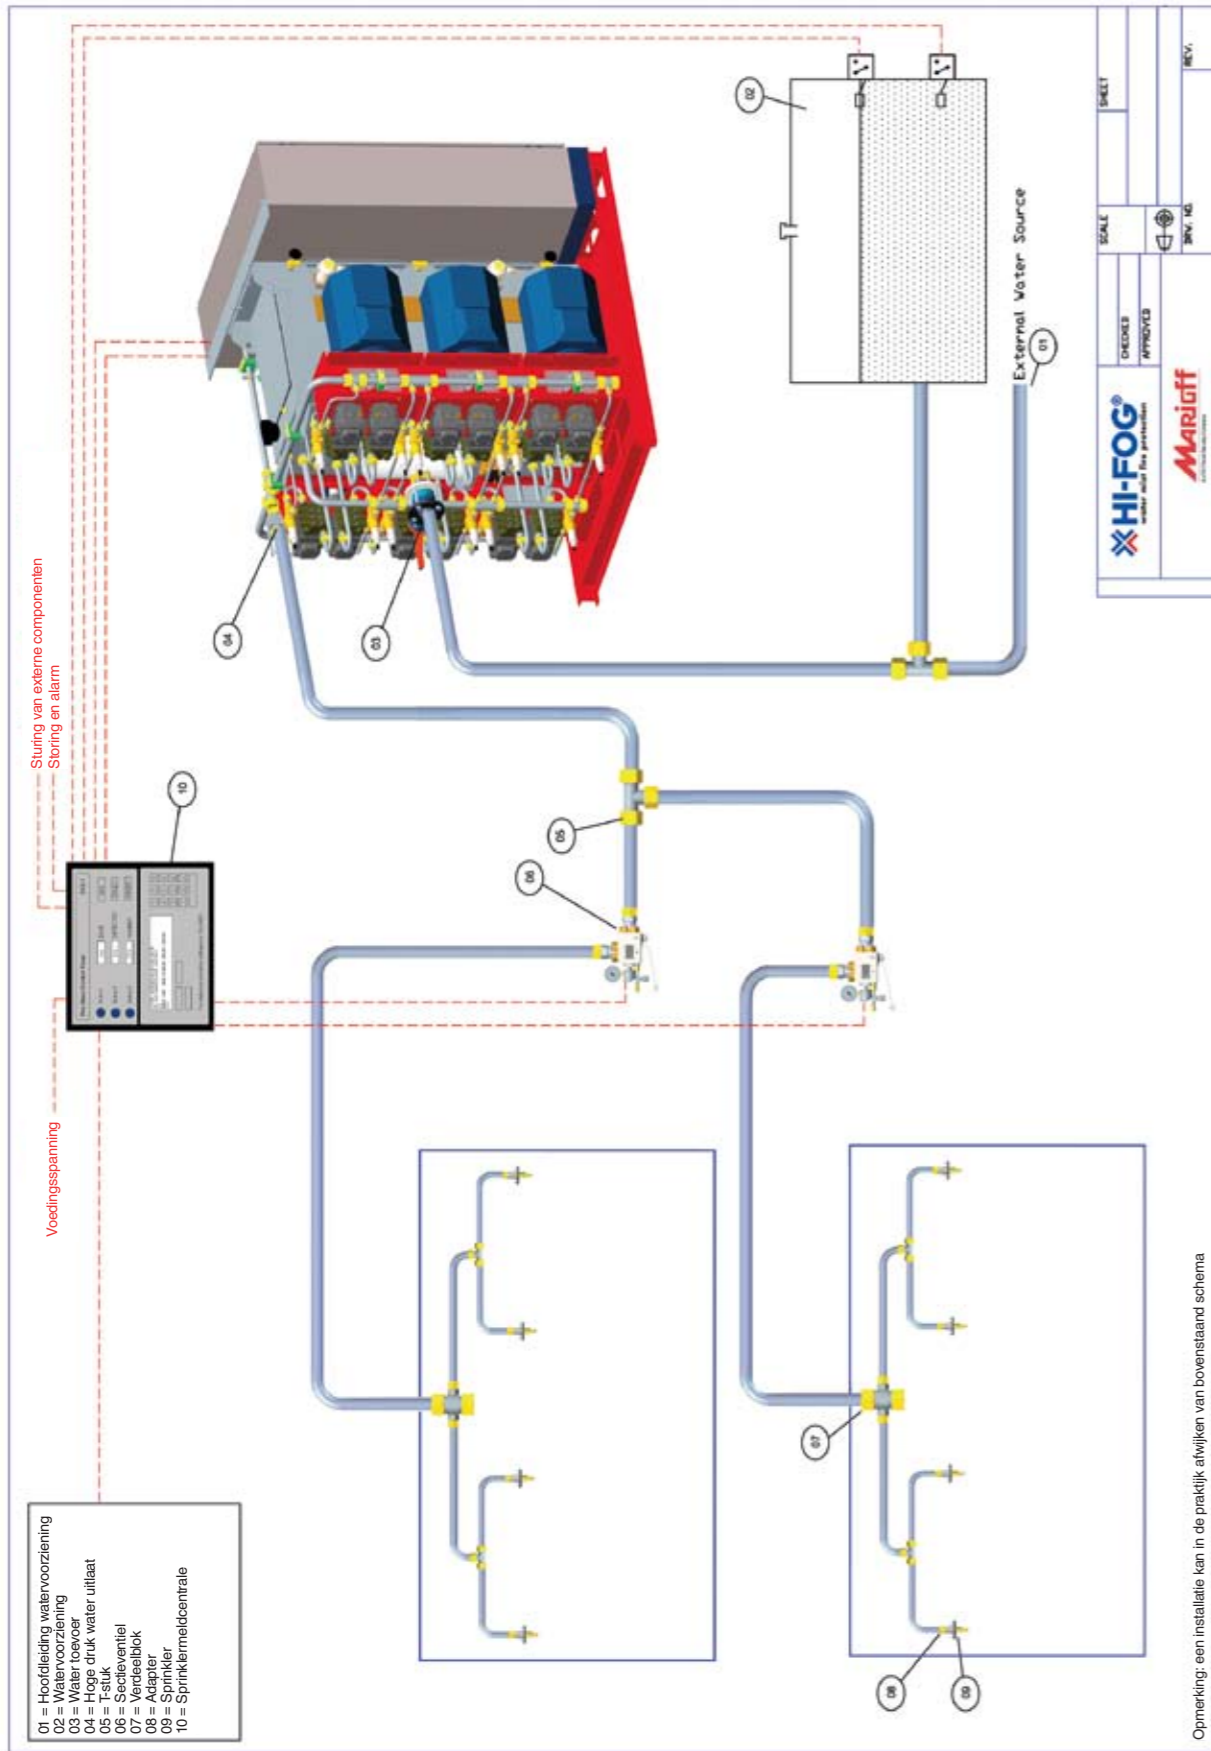 01 = Hoofdleiding watervoorziening
02 = Watervoorziening
03 = Water toevoer
04 = Hoge druk water uitlaat
05 = T-stuk
06 = Sectieventiel
07 = Verdeelblok
08 = Adapter
09 = Sprinkler
10 = Sprinklermeldcentrale
Voedingsspanning
Sturing van externe componenten
Storing en alarm
10
04
03
02
05
06
External Water Source
01
07
08
09
HI-FOG®
water mist fire protection
MARIOFF
CHECKED
APPROVED
SCALE
SHEET
DRW. NO.
REV.
Opmerking: een installatie kan in de praktijk afwijken van bovenstaand schema